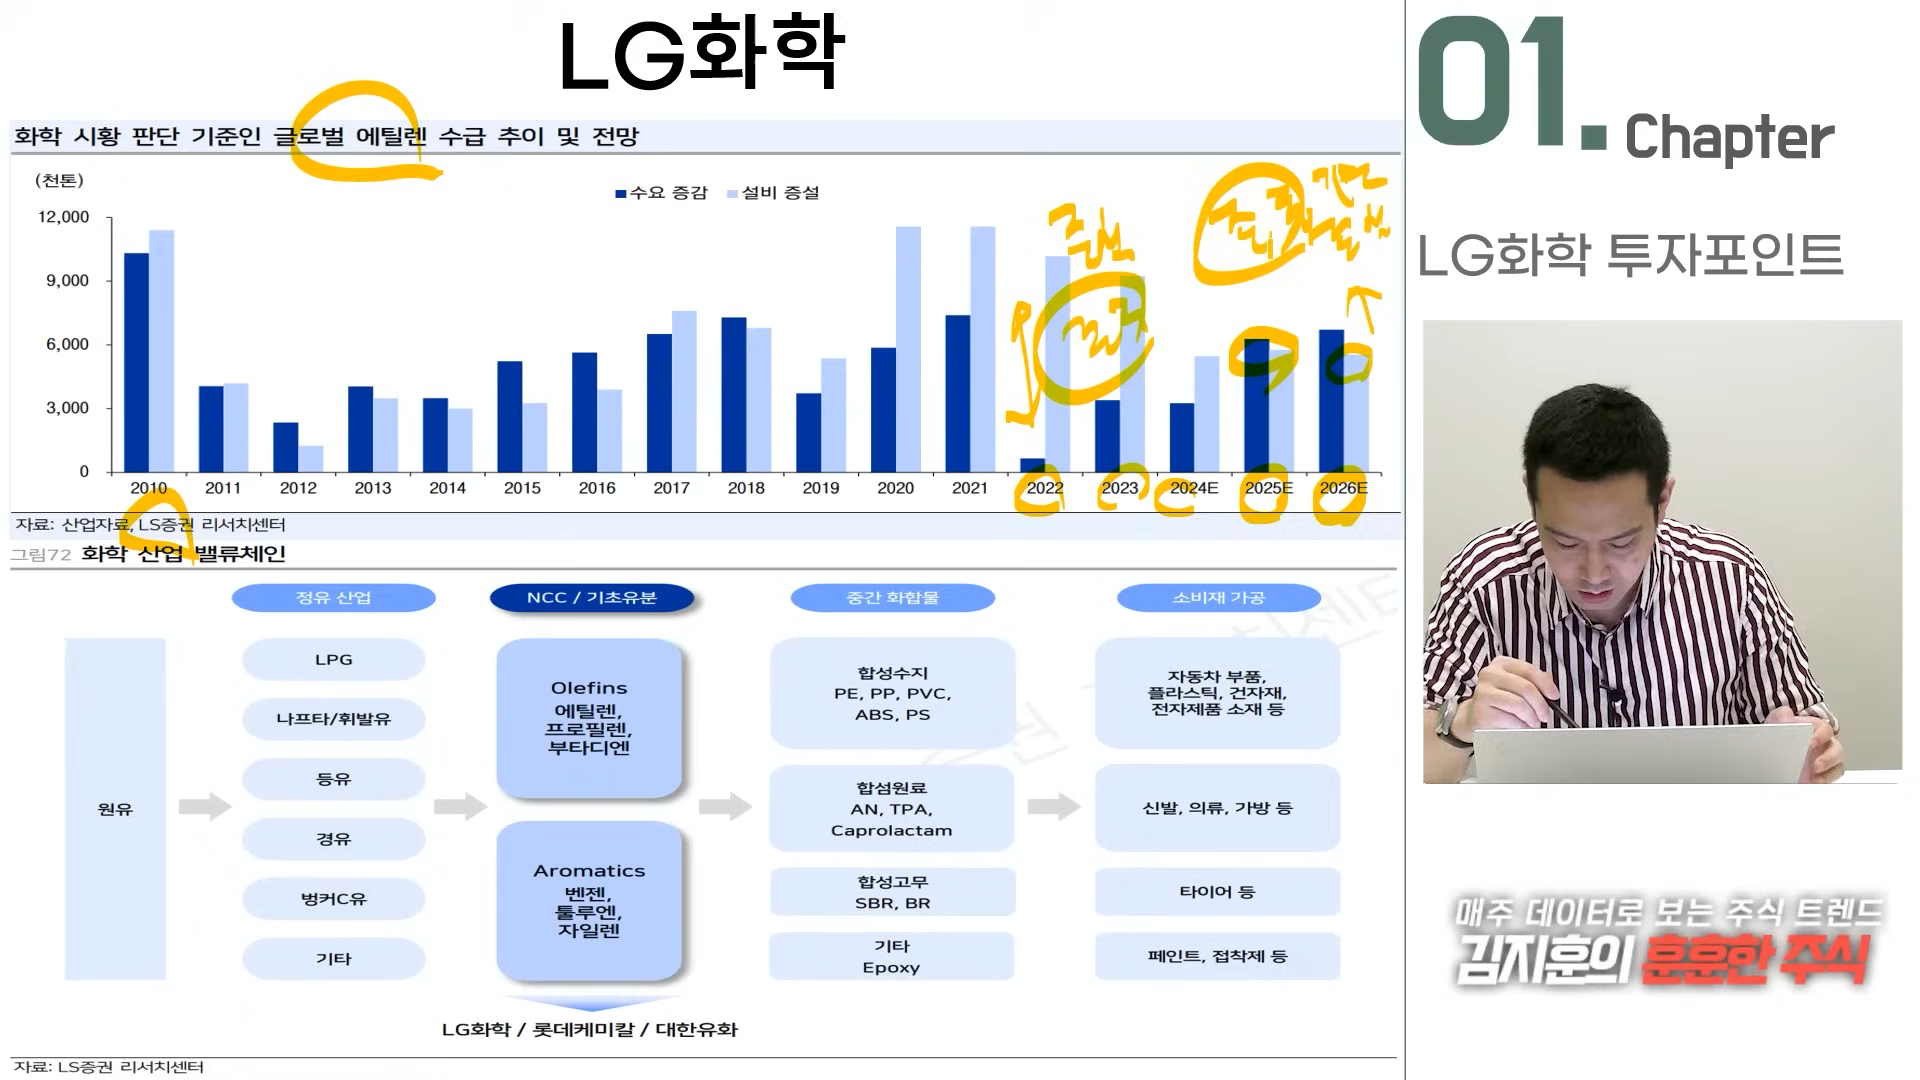 LG화학
화학 시황 판단 기준인 글로벌 에틸렌 수급 추이 및 전망
(천톤)
수요 증감 설비 증설
12,000
9,000
6,000
3,000
0
2010 2011 2012 2013 2014 2015 2016 2017 2018 2019 2020 2021 2022 2023 2024E 2025E 2026E
자료: 산업자료, LS증권 리서치센터
그림72 화학 산업 밸류체인
정유 산업
NCC / 기초유분
중간 화합물
소비재 가공
원유
LPG
나프타/휘발유
등유
경유
벙커C유
기타
Olefins
에틸렌,
프로필렌,
부타디엔
Aromatics
벤젠,
톨루엔,
자일렌
합성수지
PE, PP, PVC,
ABS, PS
합섬원료
AN, TPA,
Caprolactam
합성고무
SBR, BR
기타
Epoxy
자동차 부품,
플라스틱, 건자재,
전자제품 소재 등
신발, 의류, 가방 등
타이어 등
페인트, 접착제 등
LG화학 / 롯데케미칼 / 대한유화
자료: LS증권 리서치센터
01. Chapter
LG화학 투자포인트
매주 데이터로 보는 주식 트렌드
김지훈의 훈훈한 주식